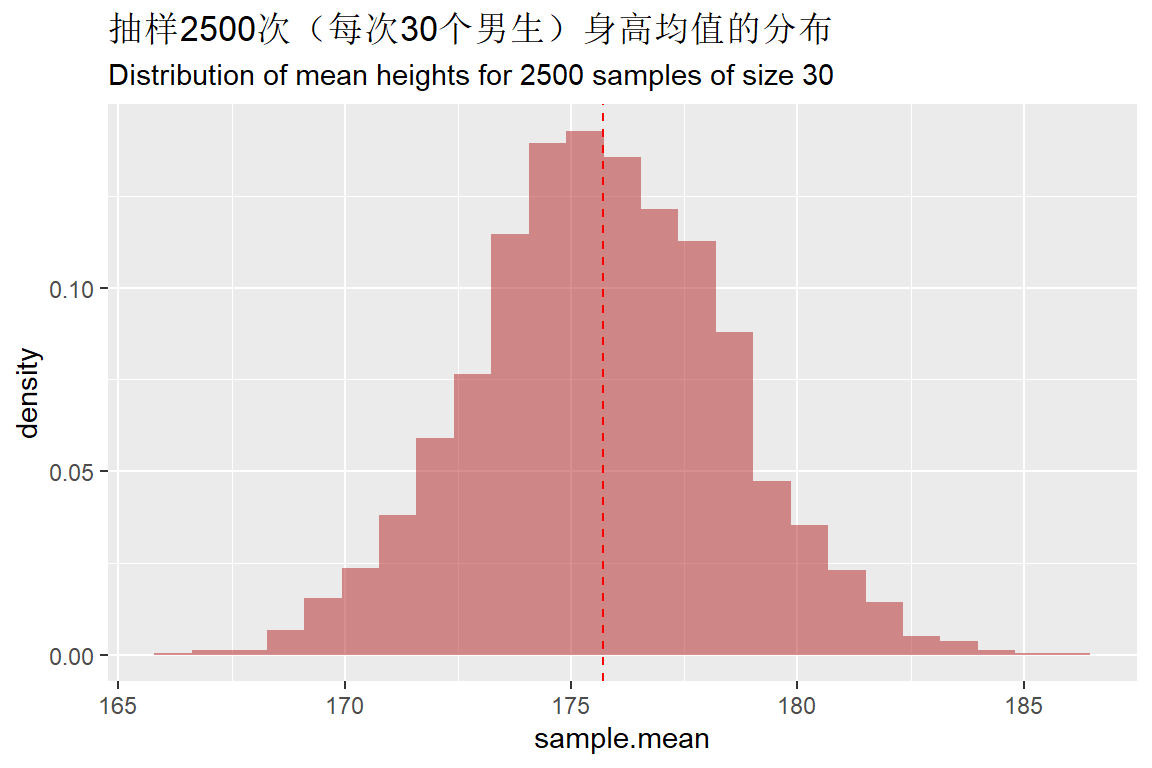 抽样2500次（每次30个男生）身高均值的分布
Distribution of mean heights for 2500 samples of size 30
density
0.10
0.05
0.00
165 170 175 180 185
sample.mean